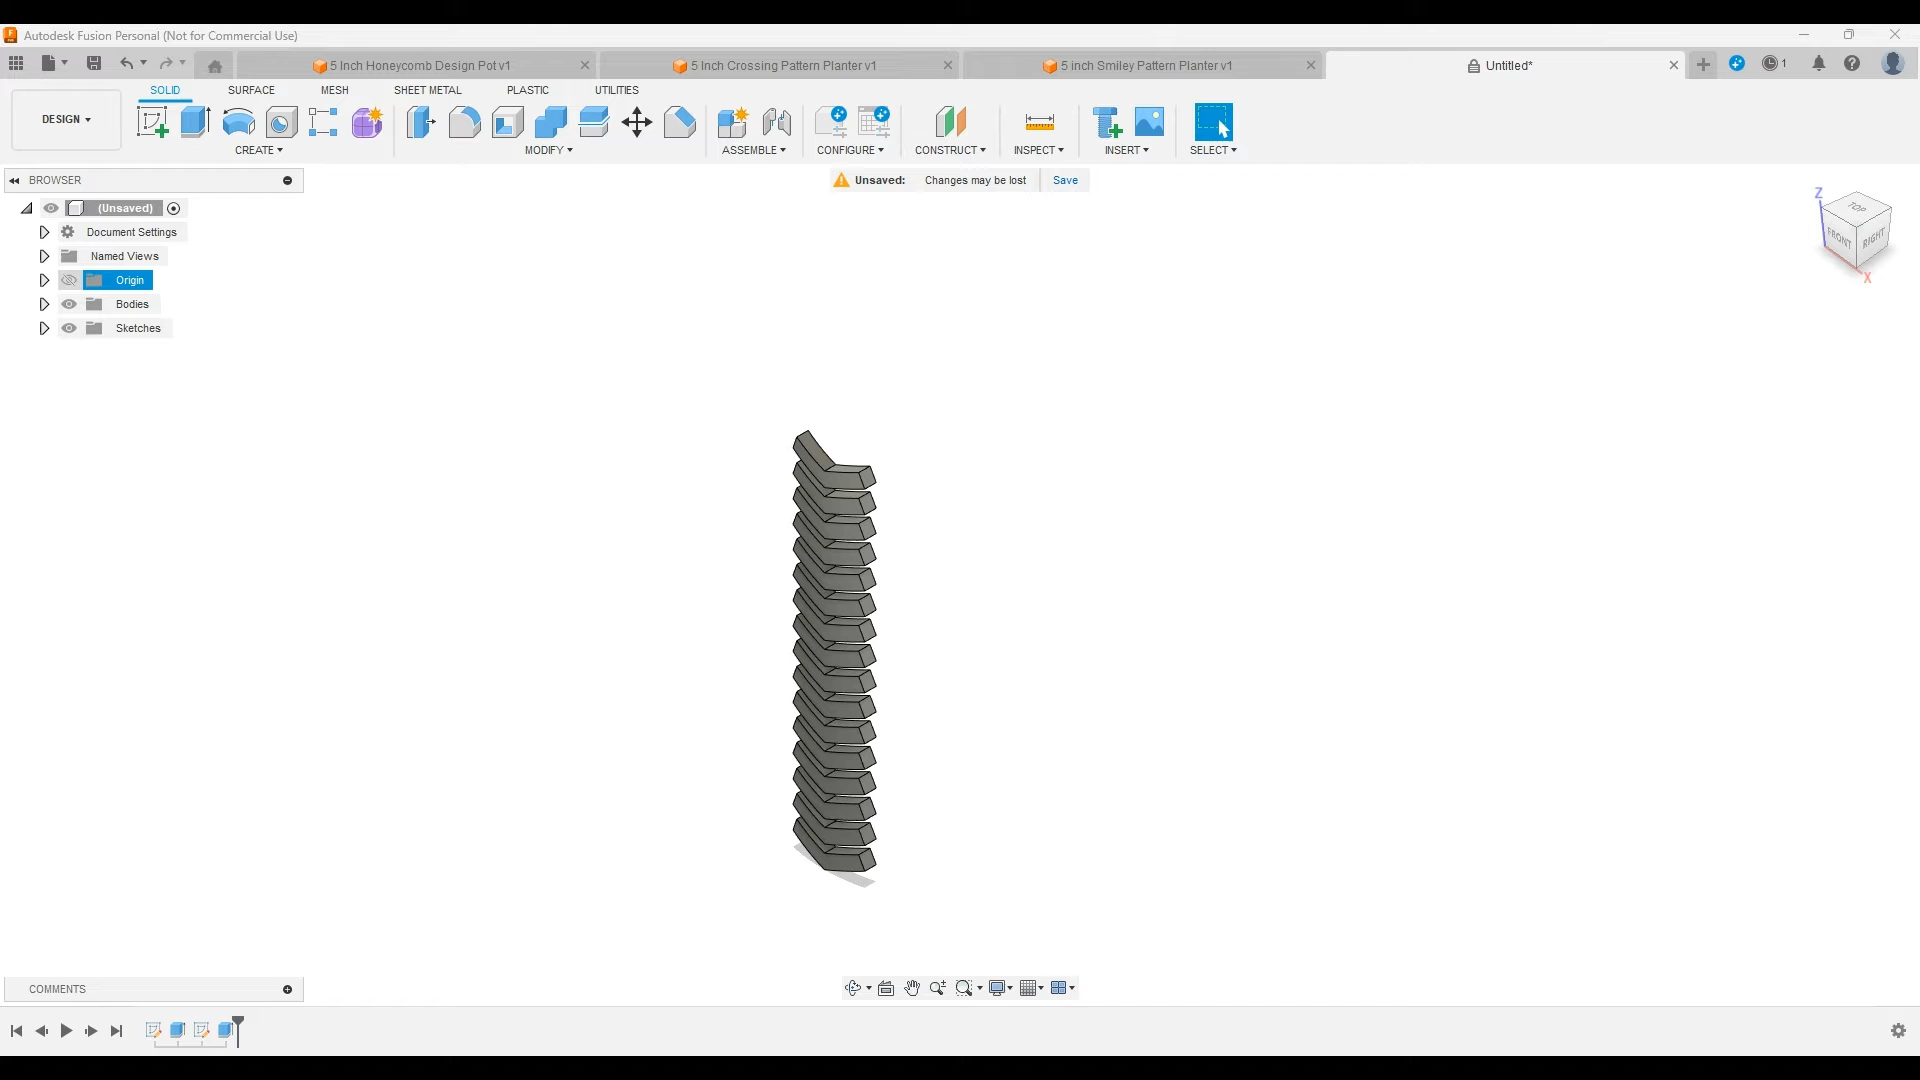 Autodesk Fusion Personal (Not for Commercial Use)
5 Inch Honeycomb Design Pot v1
5 Inch Crossing Pattern Planter v1
5 inch Smiley Pattern Planter v1
Untitled*
1
SOLID
SURFACE
MESH
SHEET METAL
PLASTIC
UTILITIES
DESIGN
CREATE
MODIFY
ASSEMBLE
CONFIGURE
CONSTRUCT
INSPECT
INSERT
SELECT
BROWSER
Unsaved: Changes may be lost Save
(Unsaved)
Document Settings
Named Views
Origin
Bodies
Sketches
Z
TOP
FRONT
RIGHT
X
COMMENTS